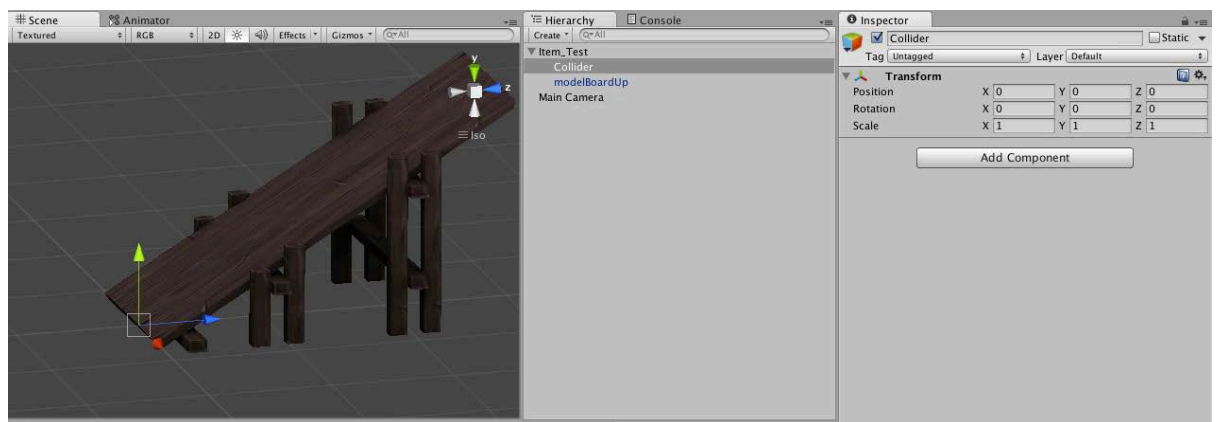 Scene Animator
Textured RGB 2D Effects Gizmos All
y
z
Iso
Hierarchy Console
Create All
Item_Test
Collider
modelBoardUp
Main Camera
Inspector
Collider Static
Tag Untagged Layer Default
Transform
Position X 0 Y 0 Z 0
Rotation X 0 Y 0 Z 0
Scale X 1 Y 1 Z 1
Add Component